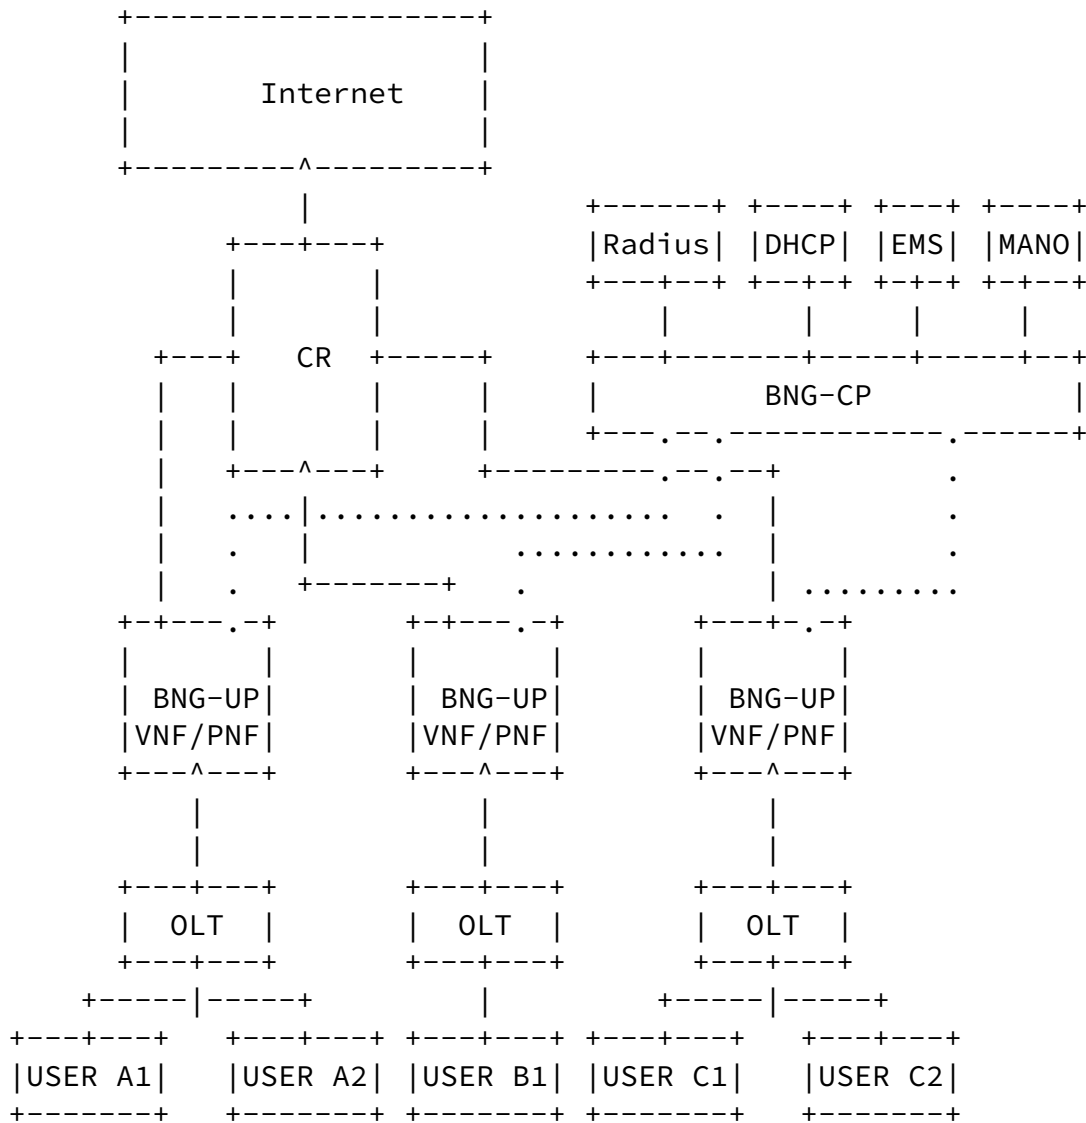 Internet
Radius DHCP EMS MANO
CR
BNG-CP
BNG-UP BNG-UP BNG-UP
VNF/PNF VNF/PNF VNF/PNF
OLT OLT OLT
USER A1 USER A2 USER B1 USER C1 USER C2